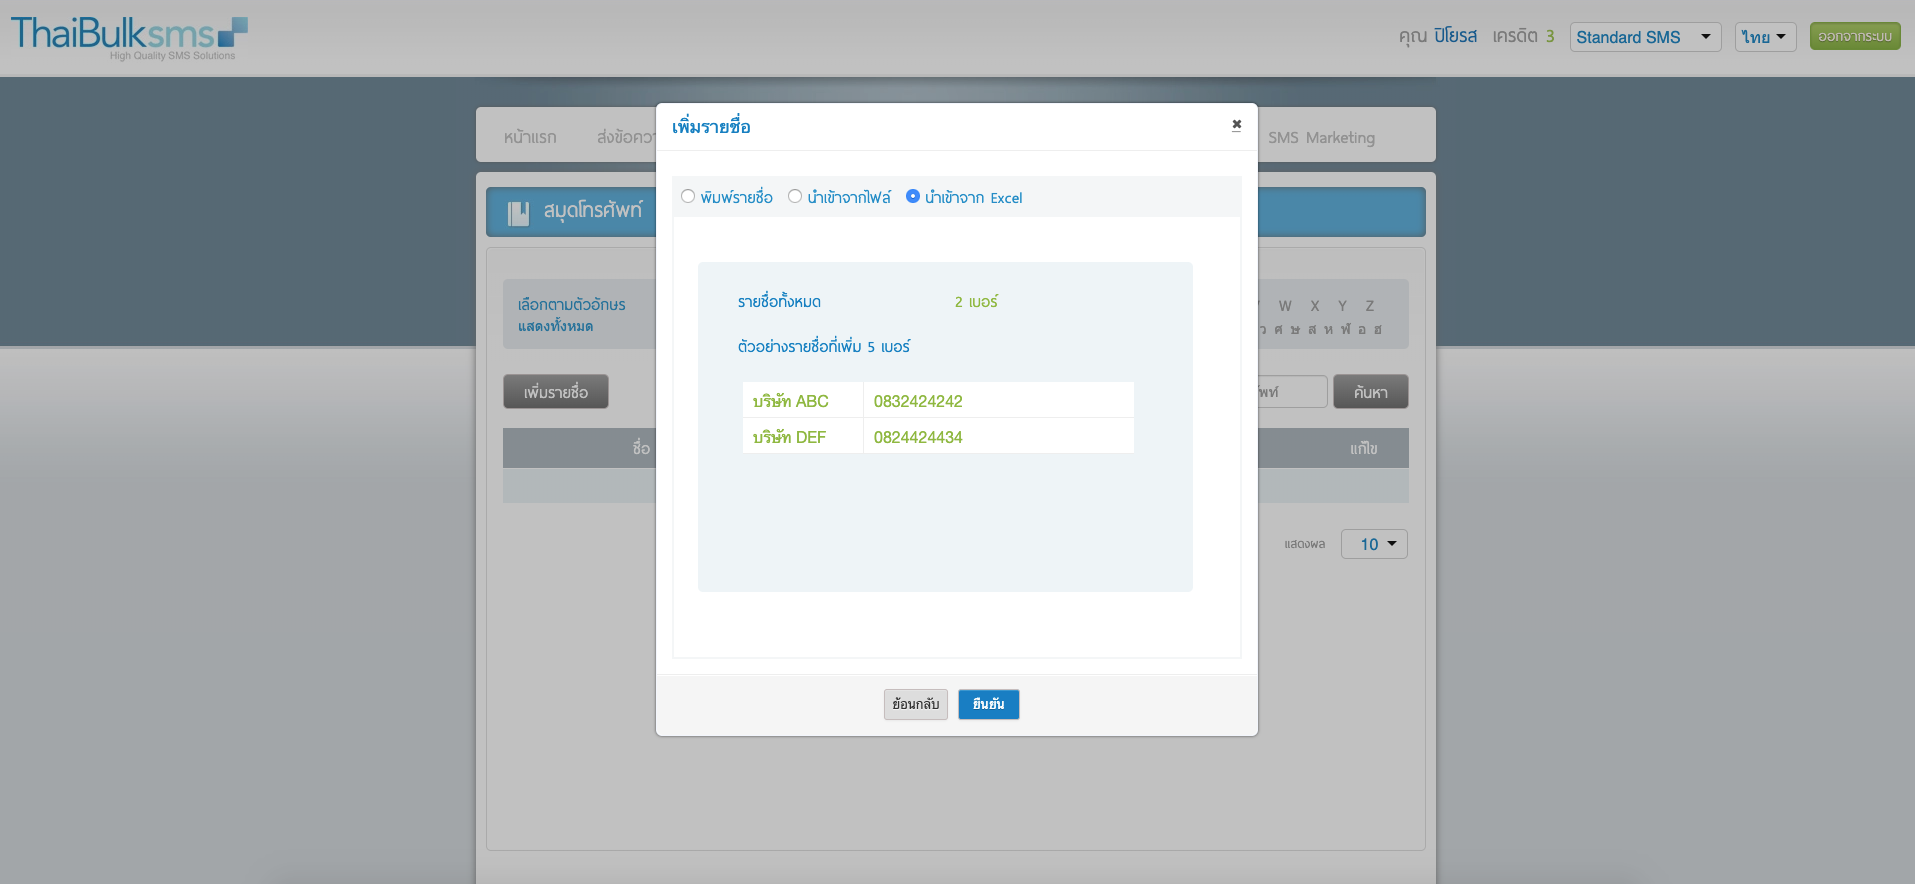 ThaiBulksms
High Quality SMS Solutions
คุณ ปิโยรส เครดิต 3 Standard SMS ไทย ออกจากระบบ
หน้าแรก ส่งข้อควา SMS Marketing
เพิ่มรายชื่อ
สมุดโทรศัพท์
พิมพ์รายชื่อ นำเข้าจากไฟล์ นำเข้าจาก Excel
เลือกตามตัวอักษร W X Y Z
แสดงทั้งหมด ว ศ ษ ส ห ฬ อ ฮ
รายชื่อทั้งหมด 2 เบอร์
ตัวอย่างรายชื่อที่เพิ่ม 5 เบอร์
เพิ่มรายชื่อ ค้นหา
บริษัท ABC 0832424242
บริษัท DEF 0824424434
ชื่อ แก้ไข
แสดงผล 10
ย้อนกลับ ยืนยัน